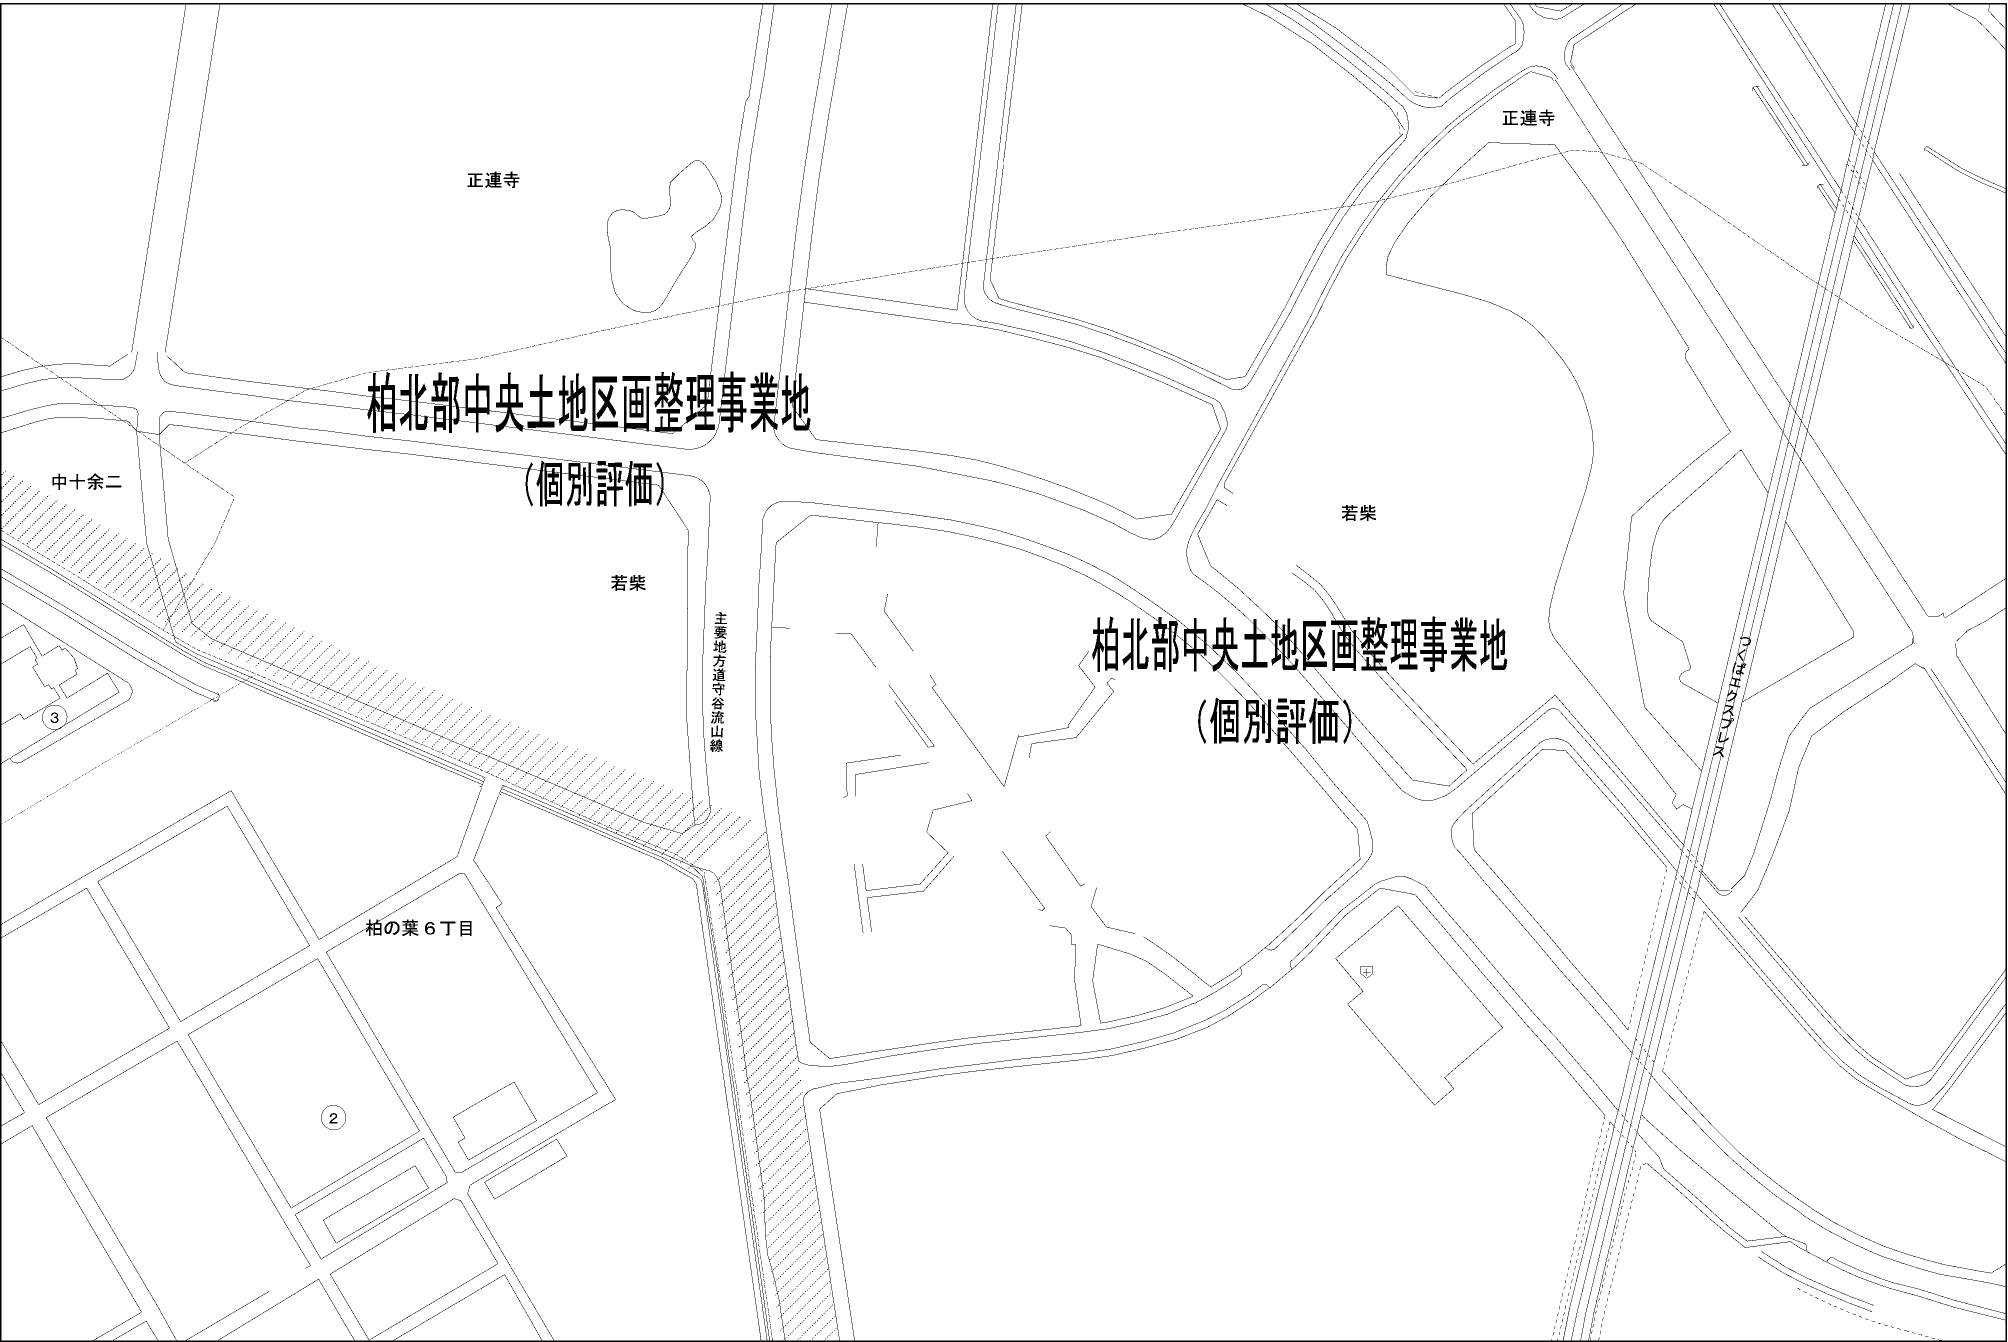 正連寺
正連寺
柏北部中央土地区画整理事業地
(個別評価)
中十余二
若柴
若柴
主要地方道守谷流山線
柏北部中央土地区画整理事業地
(個別評価)
つくばエクスプレス
3
柏の葉6丁目
2